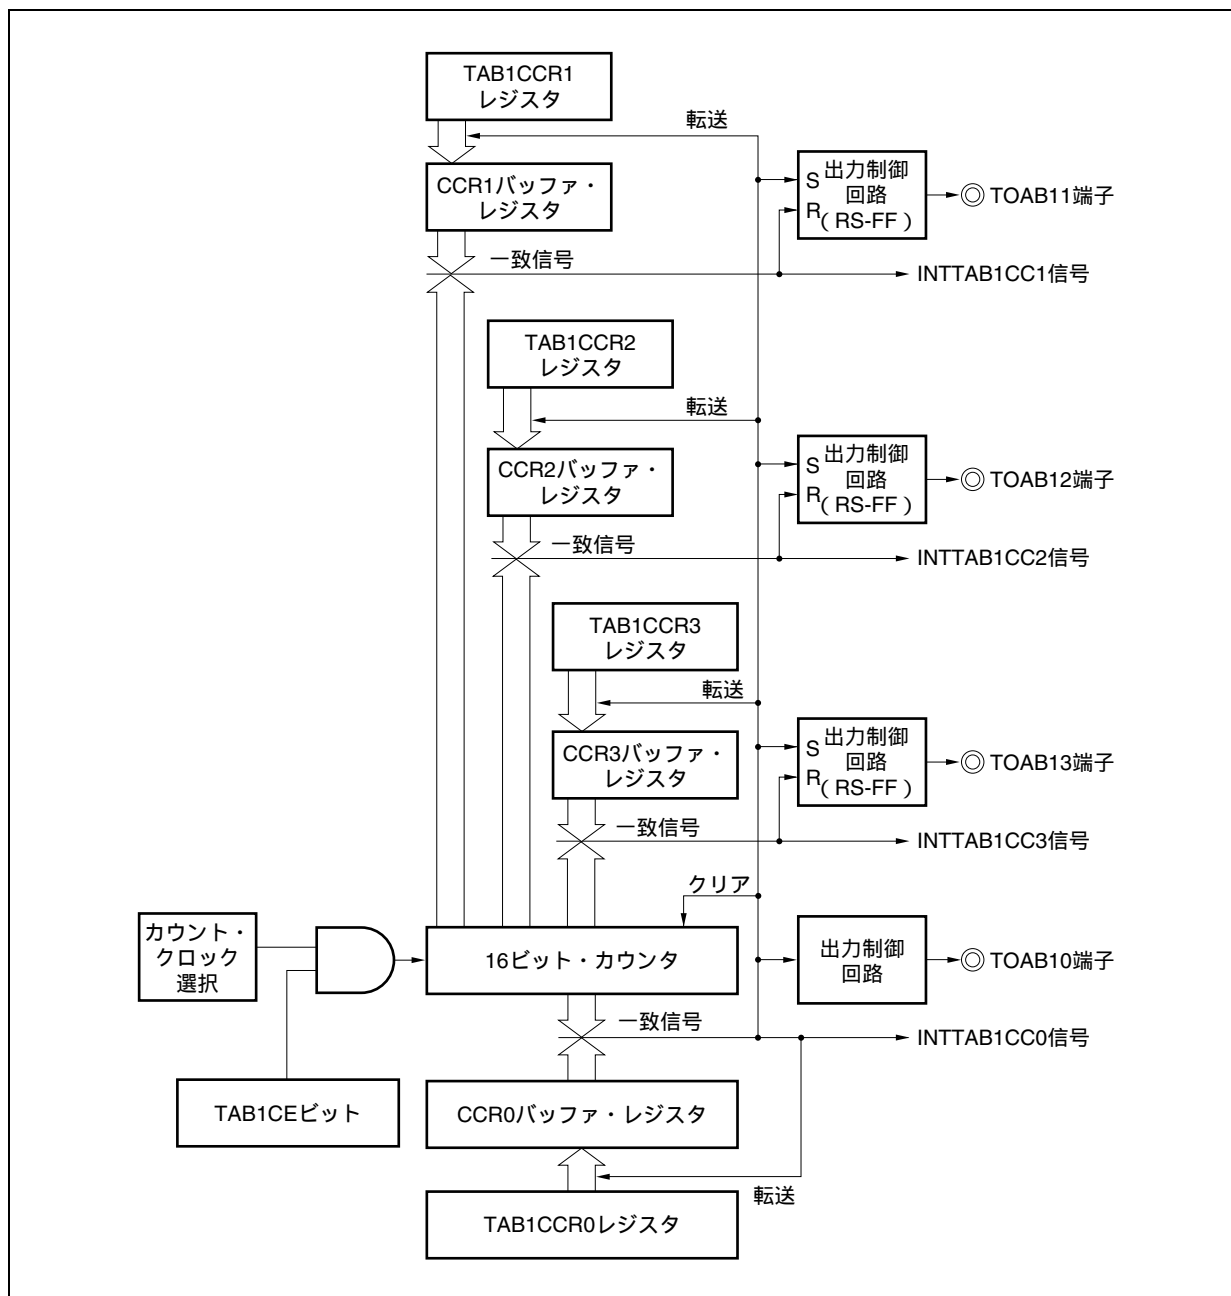 TAB1CCR1
レジスタ
転送
CCR1バッファ・
レジスタ
S 出力制御
回路
R ( RS-FF )
TOAB11端子
一致信号
INTTAB1CC1信号
TAB1CCR2
レジスタ
転送
CCR2バッファ・
レジスタ
S 出力制御
回路
R ( RS-FF )
TOAB12端子
一致信号
INTTAB1CC2信号
TAB1CCR3
レジスタ
転送
CCR3バッファ・
レジスタ
S 出力制御
回路
R ( RS-FF )
TOAB13端子
一致信号
INTTAB1CC3信号
クリア
カウント・
クロック
選択
16ビット・カウンタ
出力制御
回路
TOAB10端子
一致信号
INTTAB1CC0信号
TAB1CEビット
CCR0バッファ・レジスタ
転送
TAB1CCR0レジスタ